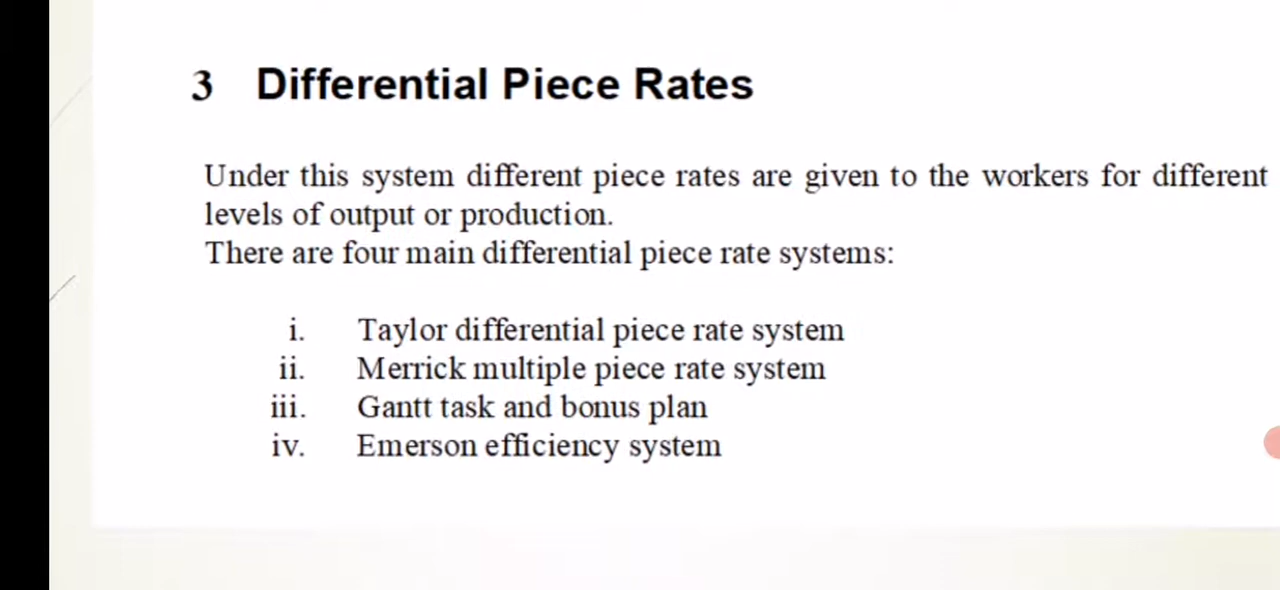 3 Differential Piece Rates
Under this system different piece rates are given to the workers for different
levels of output or production.
There are four main differential piece rate systems:
i. Taylor differential piece rate system
ii. Merrick multiple piece rate system
iii. Gantt task and bonus plan
iv. Emerson efficiency system